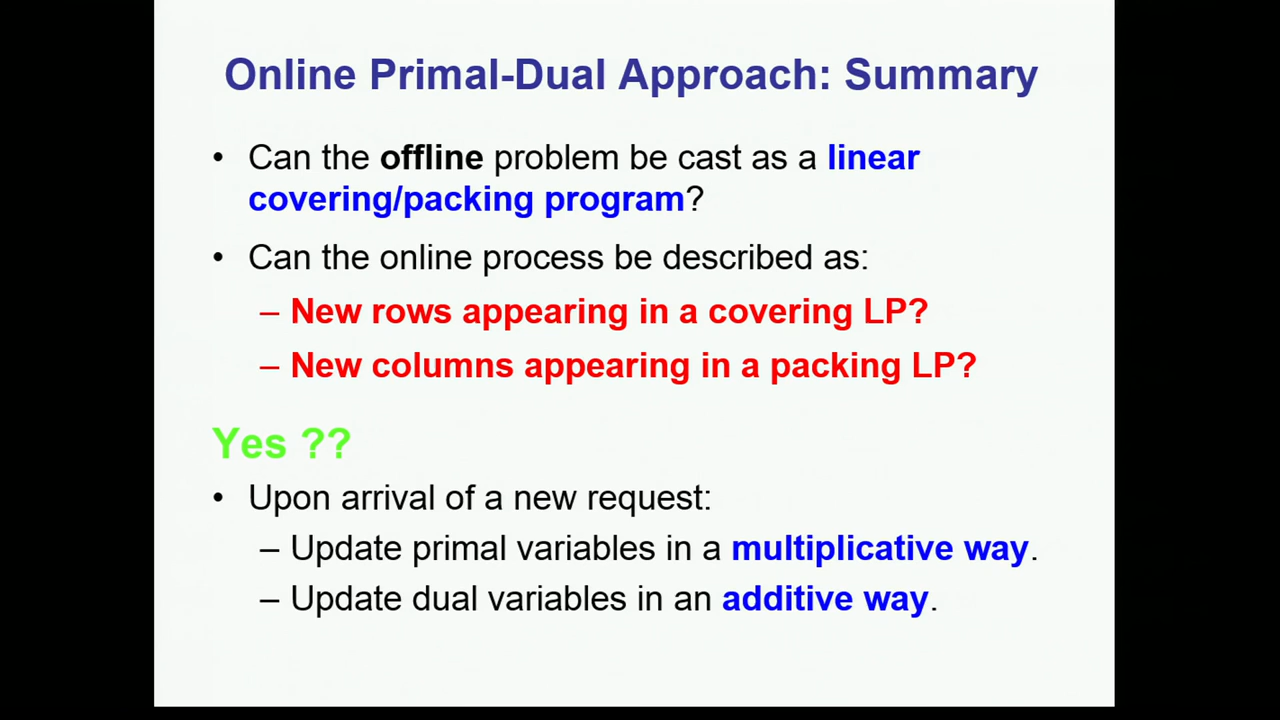 Online Primal-Dual Approach: Summary
• Can the offline problem be cast as a linear
covering/packing program?
• Can the online process be described as:
– New rows appearing in a covering LP?
– New columns appearing in a packing LP?
Yes ??
• Upon arrival of a new request:
– Update primal variables in a multiplicative way.
– Update dual variables in an additive way.